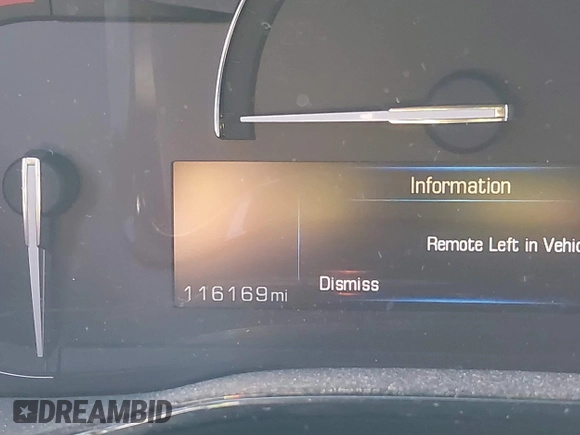 Information
Remote Left in Vehic
Dismiss
116169mi
DREAMBID